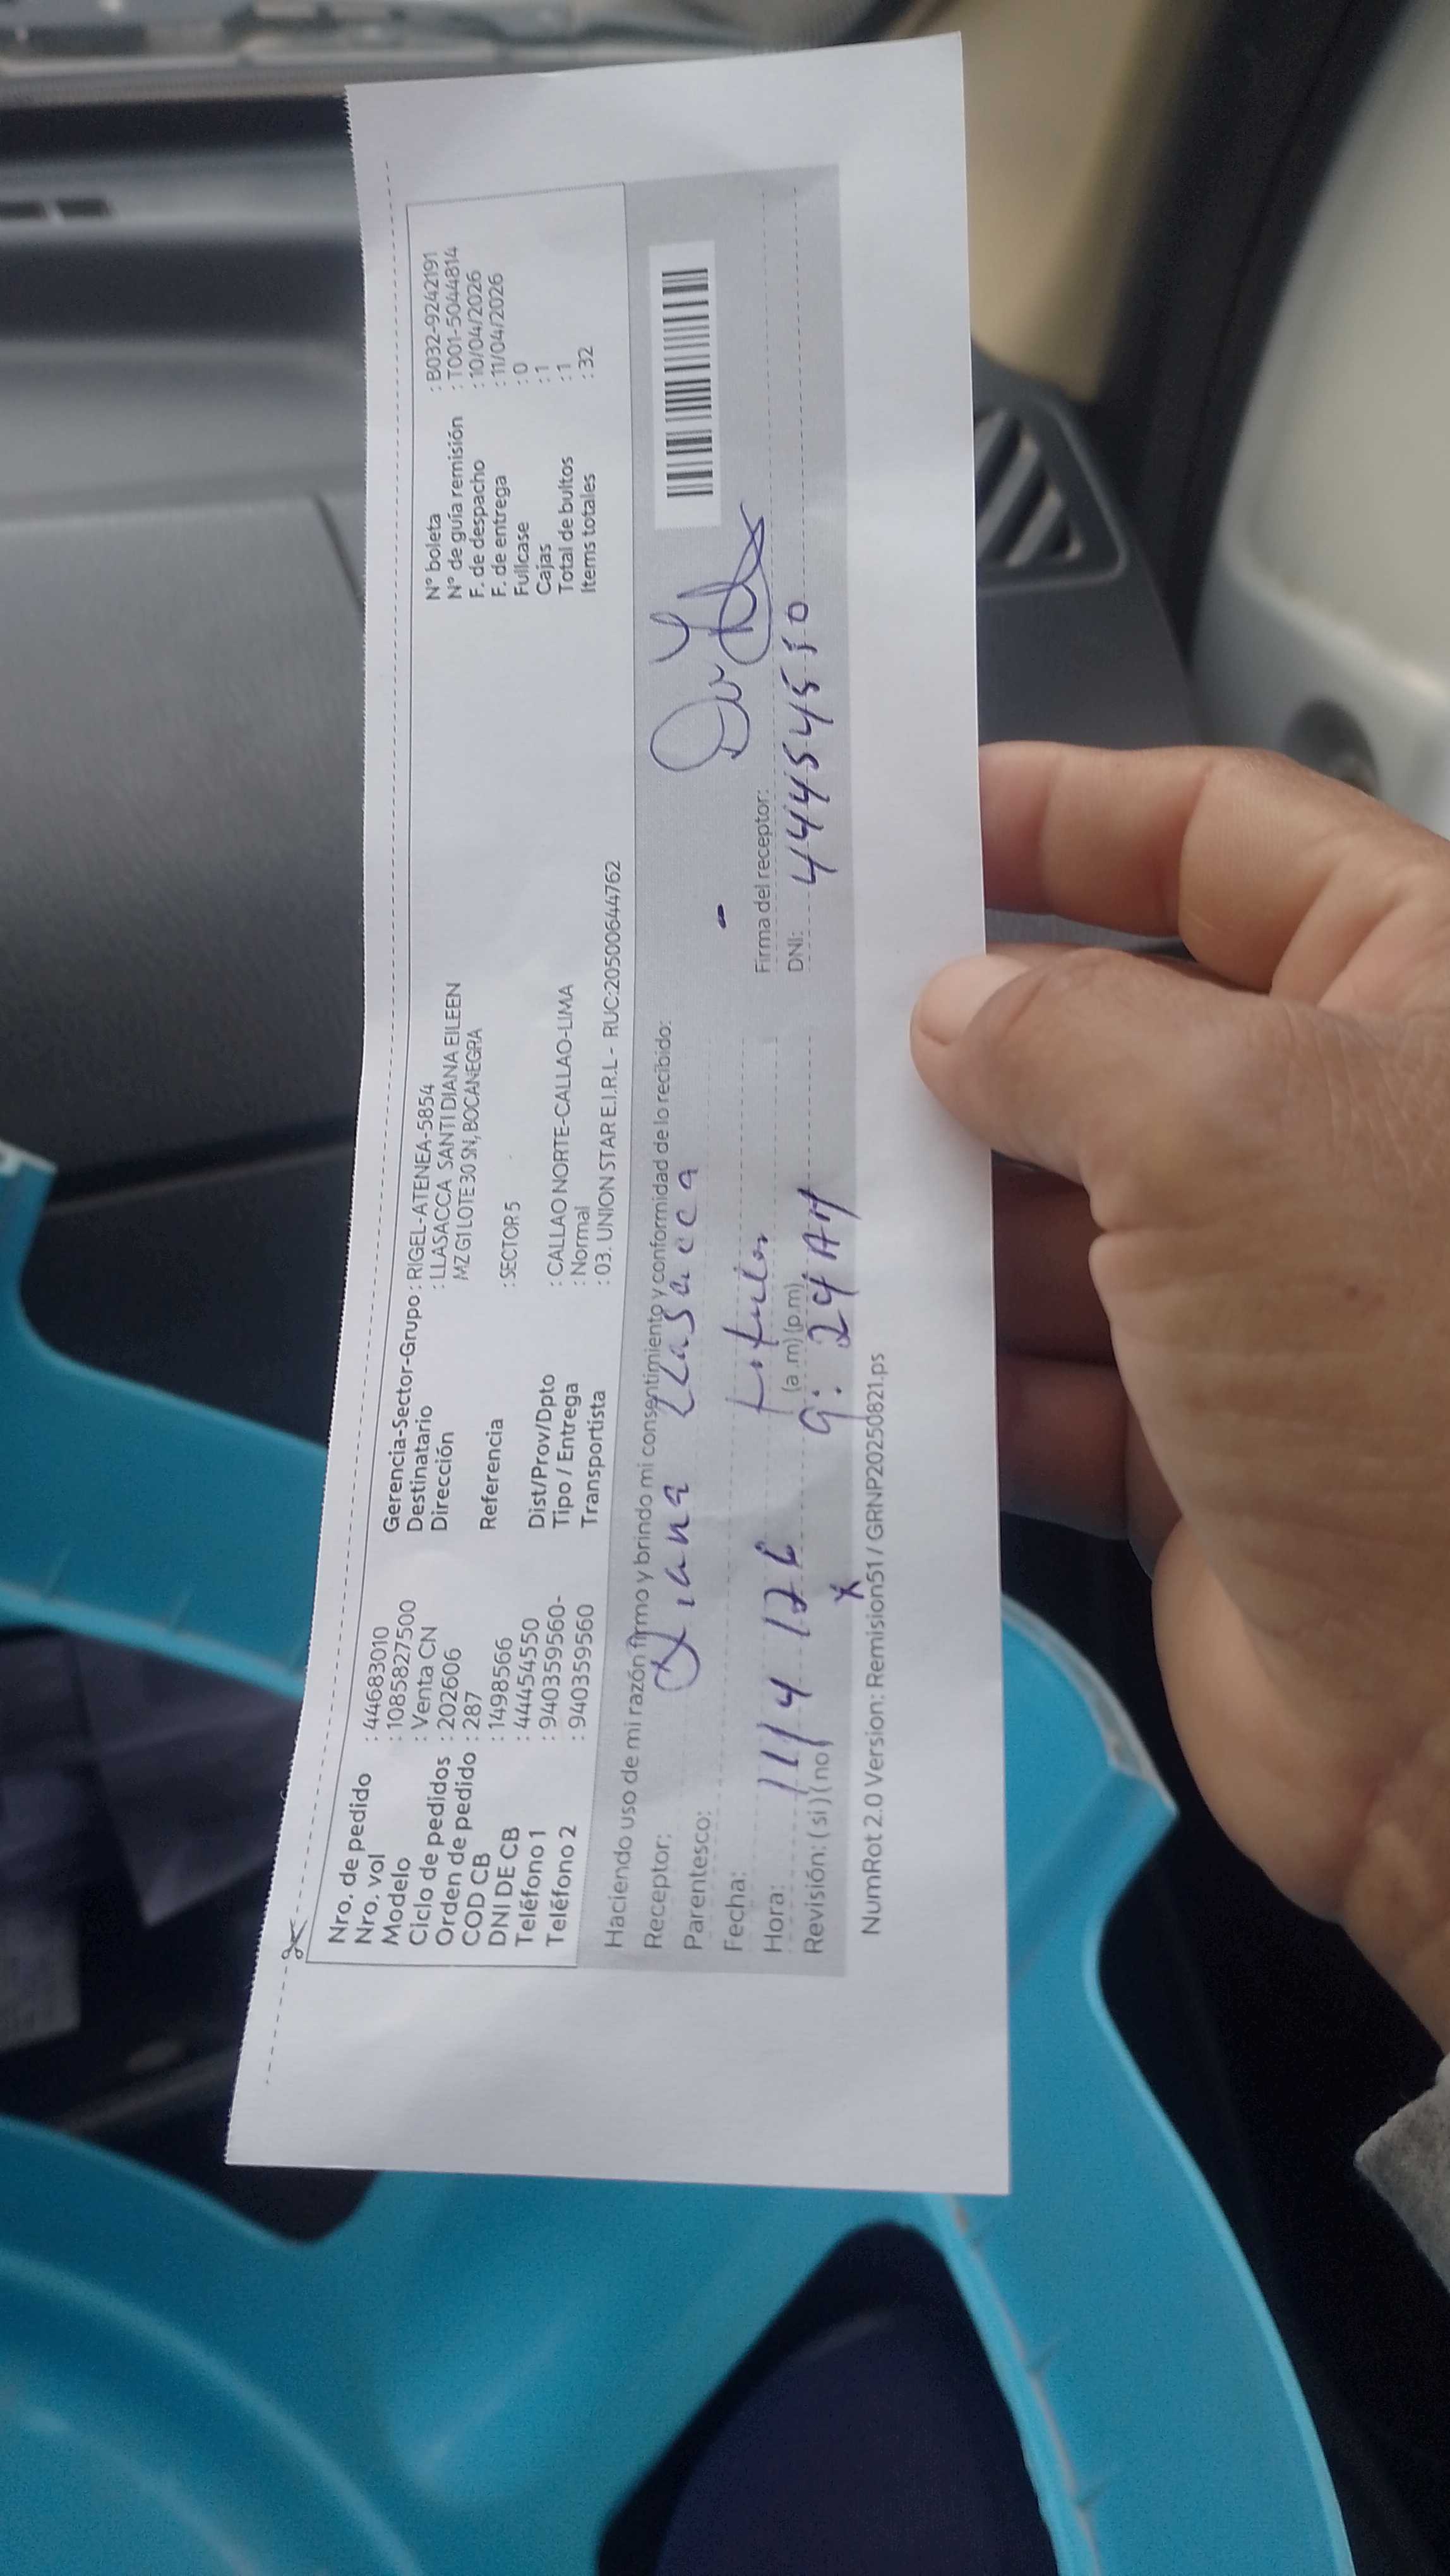 Nro. de pedido : 44683010
Nro. vol : 1085827500
Modelo : Venta CN
Ciclo de pedidos : 202606
Orden de pedido : 287
COD CB : 1498566
DNI DE CB : 44454550
Teléfono 1 : 940359560-
Teléfono 2 : 940359560
Gerencia-Sector-Grupo : RIGEL-ATENEA-5854
Destinatario : LLASACCA SANTI DIANA EILEEN
Dirección MZ G1 LOTE 30 SN, BOCANEGRA
Referencia : SECTOR 5
Dist/Prov/Dpto : CALLAO NORTE-CALLAO-LIMA
Tipo / Entrega : Normal
Transportista : 03. UNION STAR E.I.R.L - RUC:20500644762
N° boleta : B032-9242191
N° de guía remisión : T001-5044814
F. de despacho : 10/04/2026
F. de entrega : 11/04/2026
Fullcase : 0
Cajas : 1
Total de bultos : 1
Items totales : 32
Haciendo uso de mi razón firmo y brindo mi consentimiento y conformidad de lo recibido:
Receptor: Diana LLasacca
Parentesco: titular
Fecha: 11/4/26
Hora: (a.m) (p.m) 9:24 AM
Revisión: (si) (no) X
Firma del receptor:
DNI: 44454550
NumRot 2.0 Version: Remision51 / GRNP20250821.ps